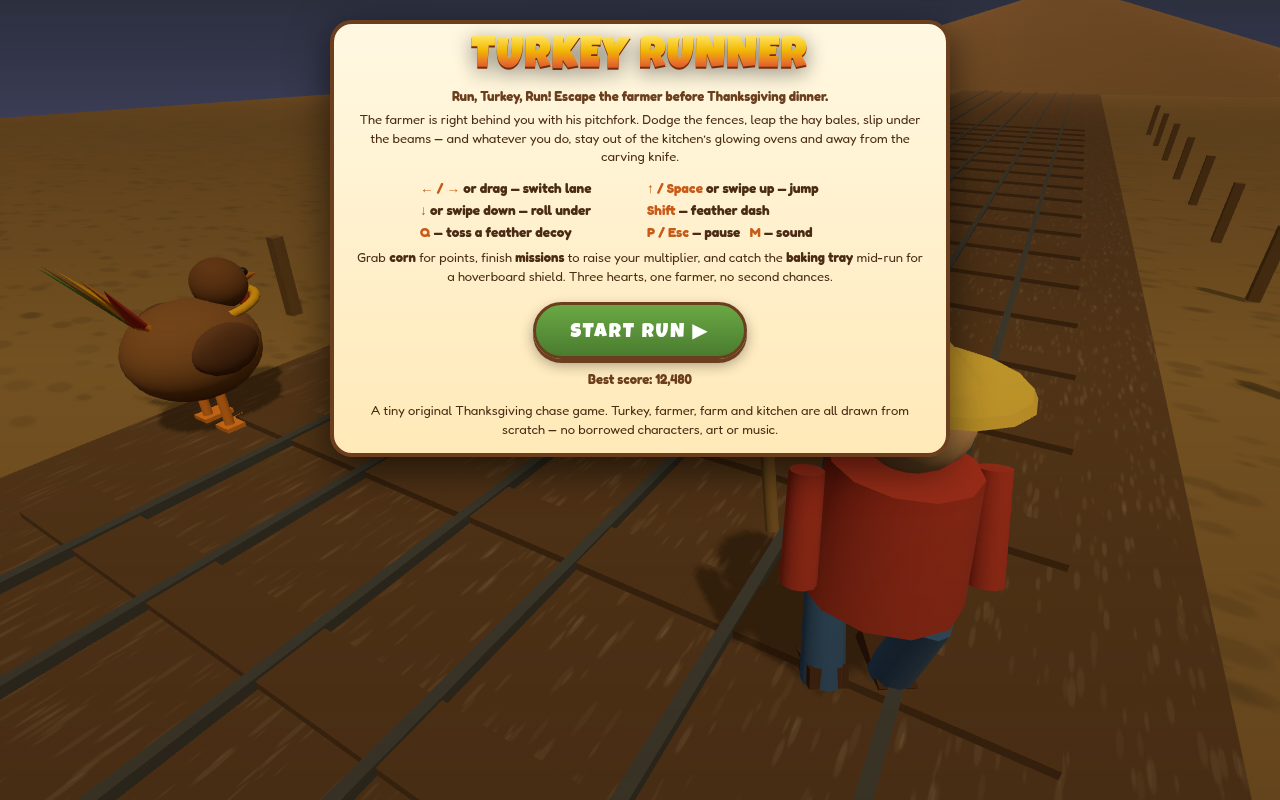 TURKEY RUNNER
Run, Turkey, Run! Escape the farmer before Thanksgiving dinner.
The farmer is right behind you with his pitchfork. Dodge the fences, leap the hay bales, slip under
the beams — and whatever you do, stay out of the kitchen's glowing ovens and away from the
carving knife.
← / → or drag — switch lane
↑ / Space or swipe up — jump
↓ or swipe down — roll under
Shift — feather dash
Q — toss a feather decoy
P / Esc — pause M — sound
Grab corn for points, finish missions to raise your multiplier, and catch the baking tray mid-run for
a hoverboard shield. Three hearts, one farmer, no second chances.
START RUN ▶
Best score: 12,480
A tiny original Thanksgiving chase game. Turkey, farmer, farm and kitchen are all drawn from
scratch — no borrowed characters, art or music.